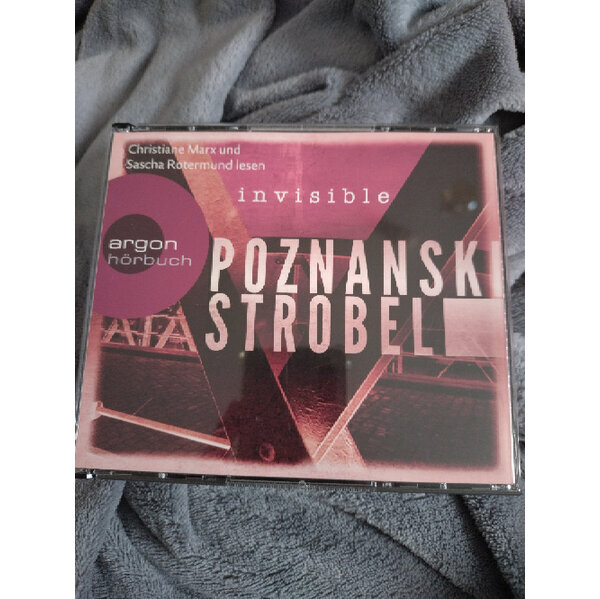 Christiane Marx und
Sascha Rotermund lesen
invisible
argon
hörbuch
POZNANSKI
STROBEL